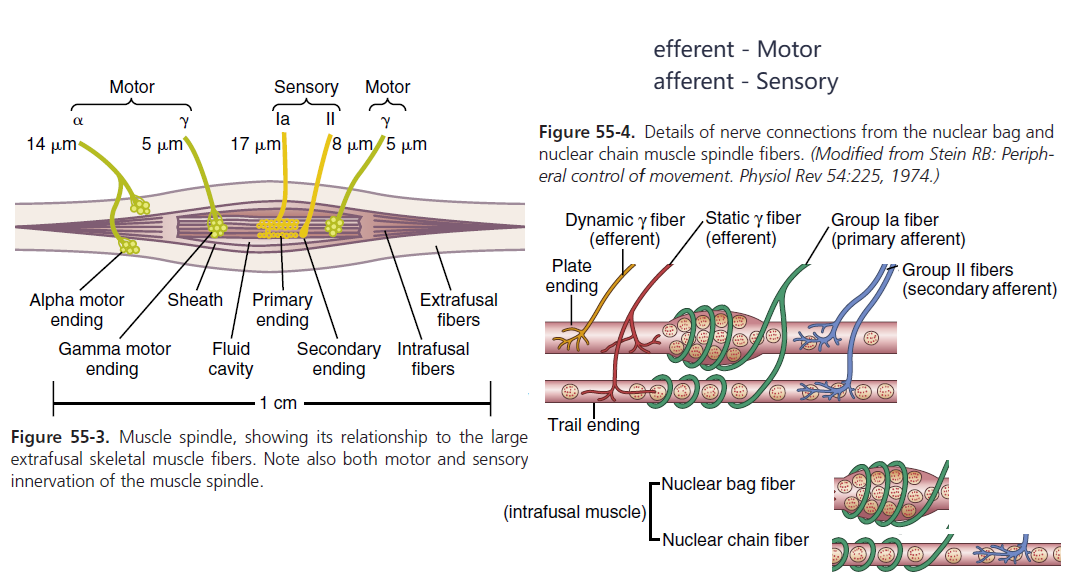 efferent - Motor
afferent - Sensory
Motor
Sensory
Motor
α
γ
Ia
II
γ
14 μm
5 μm
17 μm
8 μm
5 μm
Alpha motor
ending
Sheath
Primary
ending
Extrafusal
fibers
Gamma motor
ending
Fluid
cavity
Secondary
ending
Intrafusal
fibers
1 cm
Figure 55-3. Muscle spindle, showing its relationship to the large
extrafusal skeletal muscle fibers. Note also both motor and sensory
innervation of the muscle spindle.
Figure 55-4. Details of nerve connections from the nuclear bag and
nuclear chain muscle spindle fibers. (Modified from Stein RB: Periph-
eral control of movement. Physiol Rev 54:225, 1974.)
Dynamic γ fiber
(efferent)
Static γ fiber
(efferent)
Group Ia fiber
(primary afferent)
Plate
ending
Group II fibers
(secondary afferent)
Trail ending
(intrafusal muscle)
Nuclear bag fiber
Nuclear chain fiber